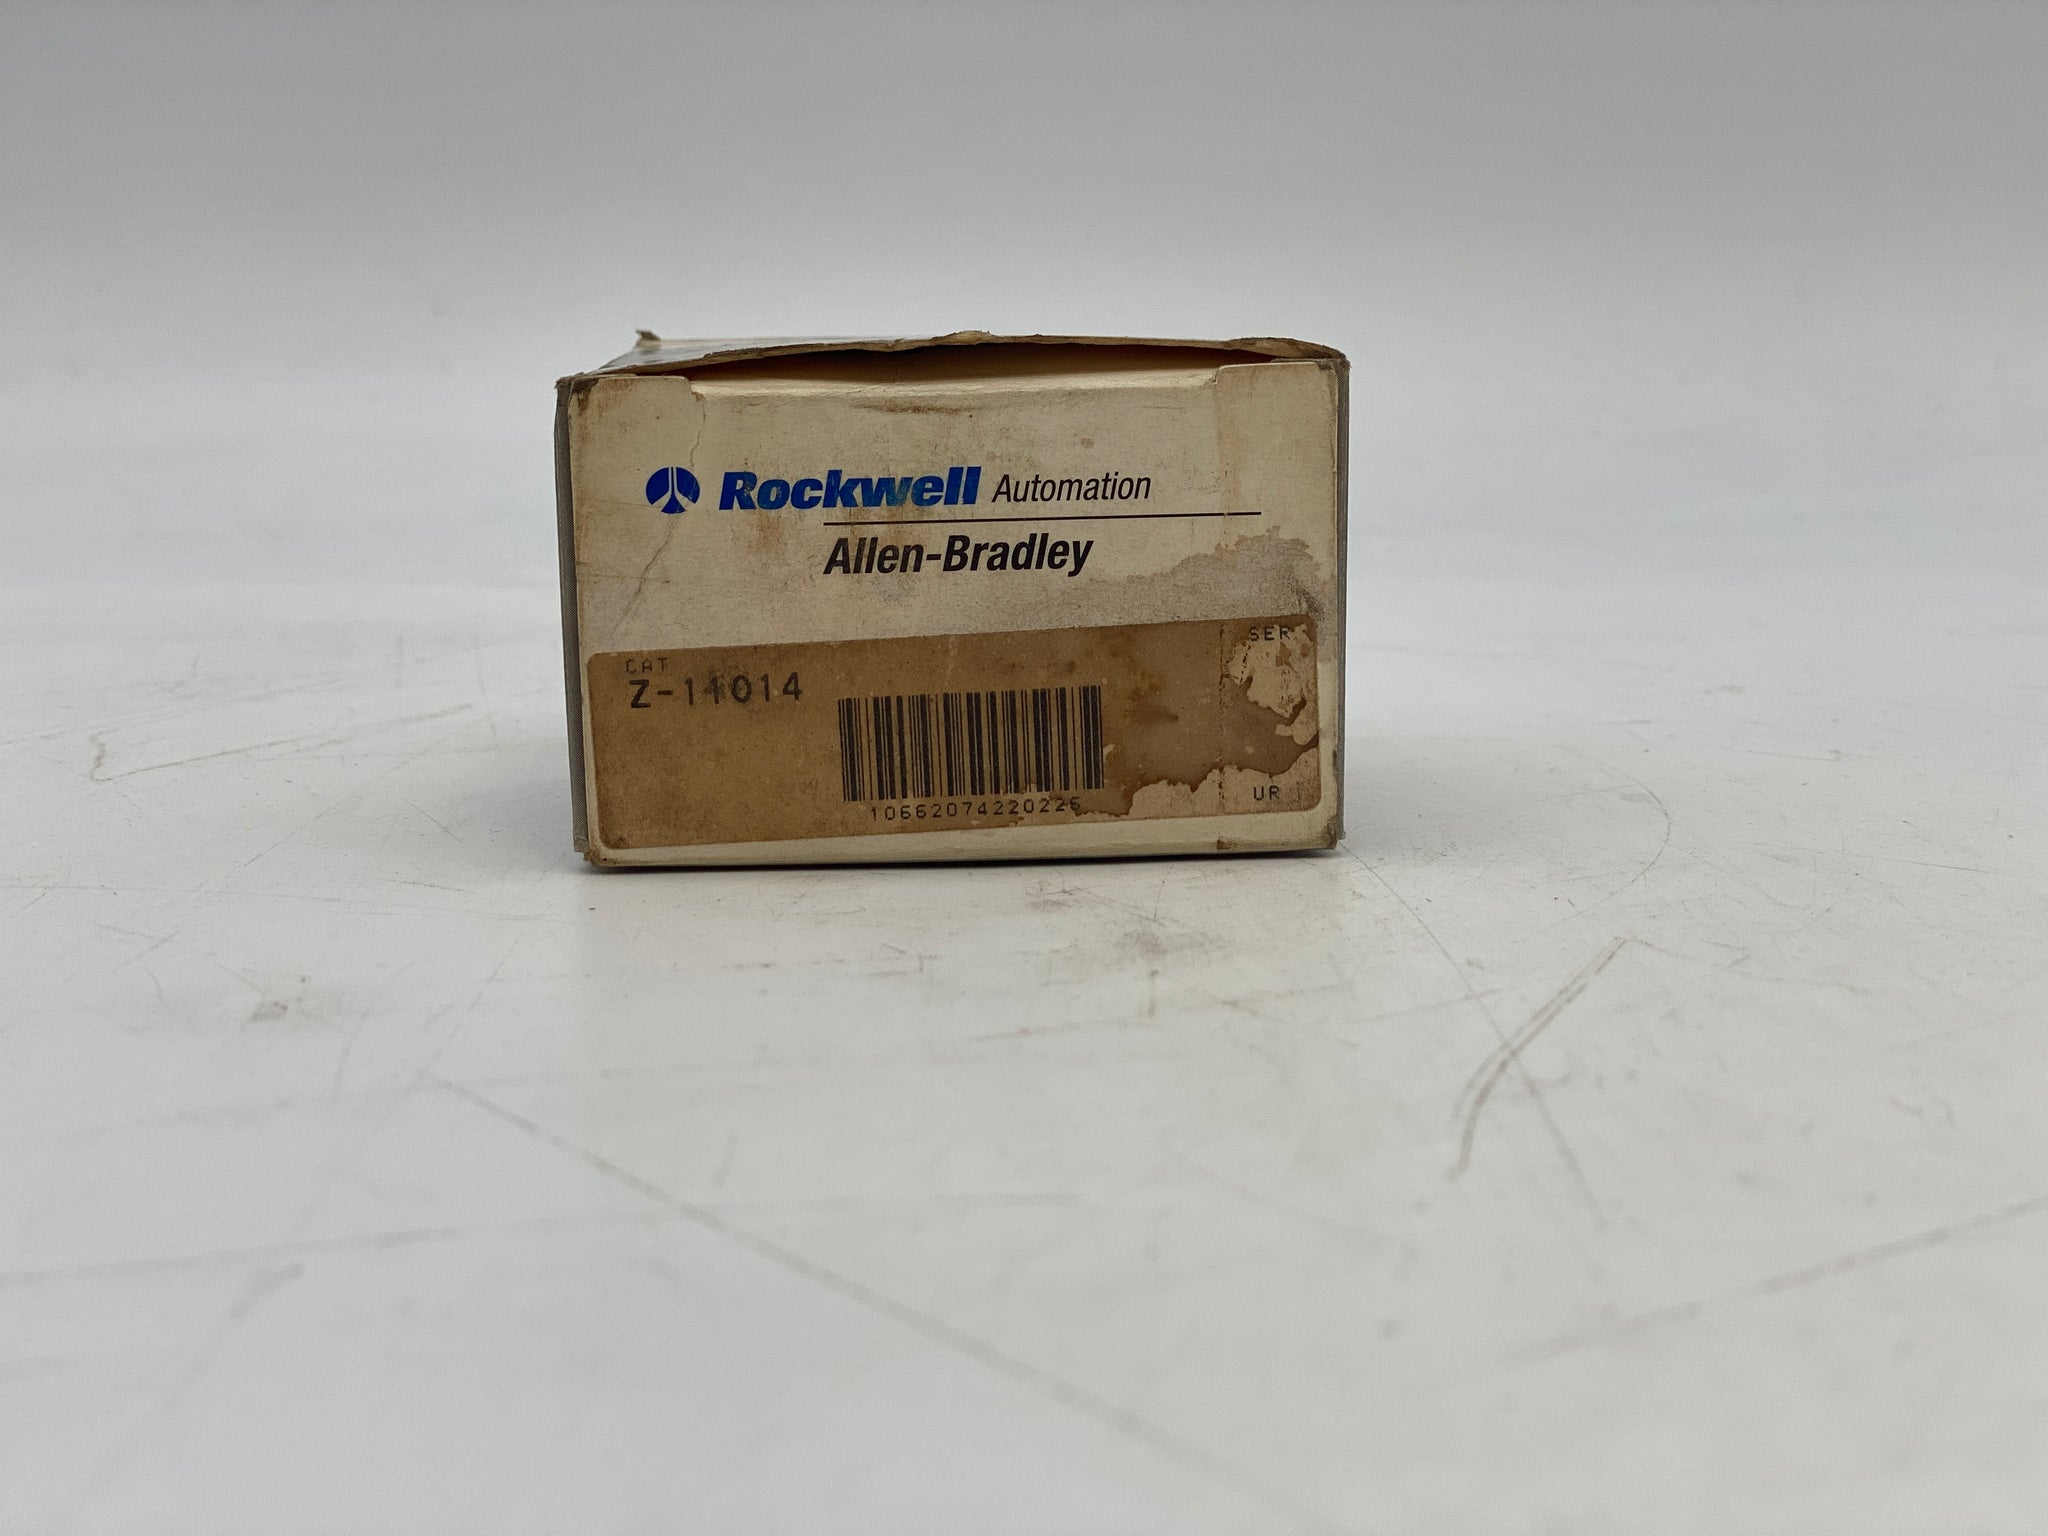 Rockwell Automation
Allen-Bradley
CAT
Z-11014
SER
10662074220226
UR